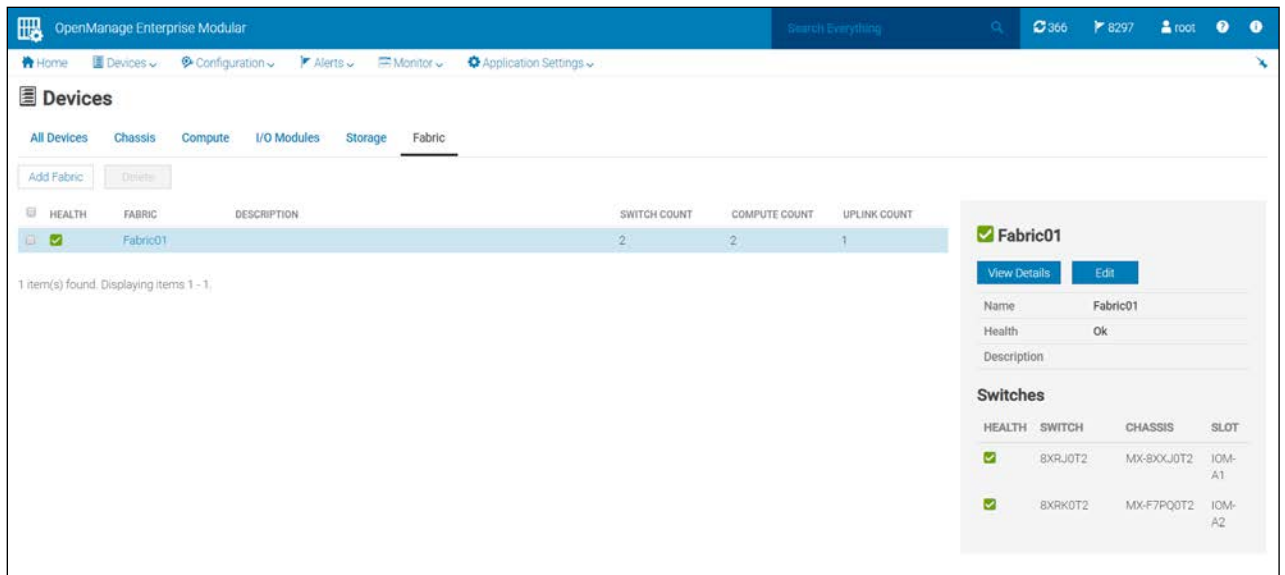 OpenManage Enterprise Modular
Search Everything
366
8297
root
Home
Devices
Configuration
Alerts
Monitor
Application Settings
Devices
All Devices
Chassis
Compute
I/O Modules
Storage
Fabric
Add Fabric
Delete
HEALTH FABRIC DESCRIPTION SWITCH COUNT COMPUTE COUNT UPLINK COUNT
Fabric01 2 2 1
1 item(s) found. Displaying items 1 - 1.
Fabric01
View Details
Edit
Name Fabric01
Health Ok
Description
Switches
HEALTH SWITCH CHASSIS SLOT
8XRJ0T2 MX-8XXJ0T2 IOM-
A1
8XRK0T2 MX-F7PQ0T2 IOM-
A2